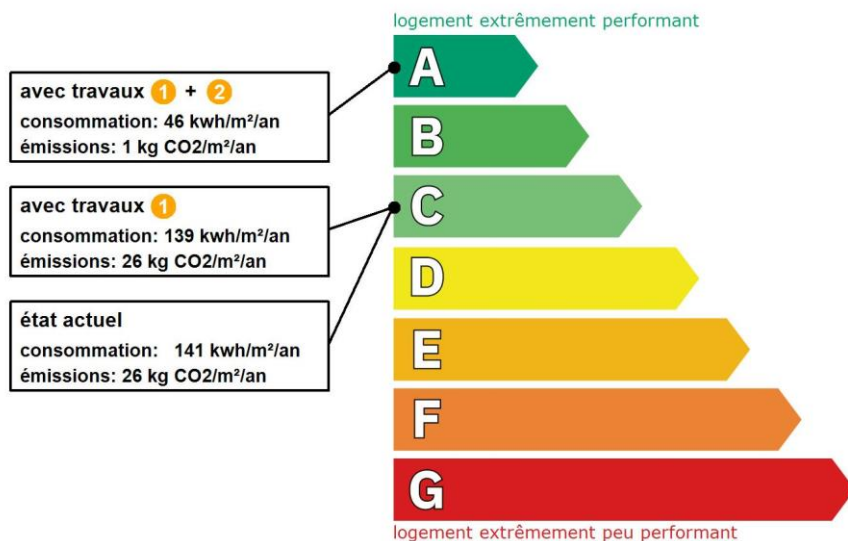 logement extrêmement performant
avec travaux 1 + 2
consommation: 46 kwh/m²/an
émissions: 1 kg CO2/m²/an
avec travaux 1
consommation: 139 kwh/m²/an
émissions: 26 kg CO2/m²/an
état actuel
consommation: 141 kwh/m²/an
émissions: 26 kg CO2/m²/an
A
B
C
D
E
F
G
logement extrêmement peu performant